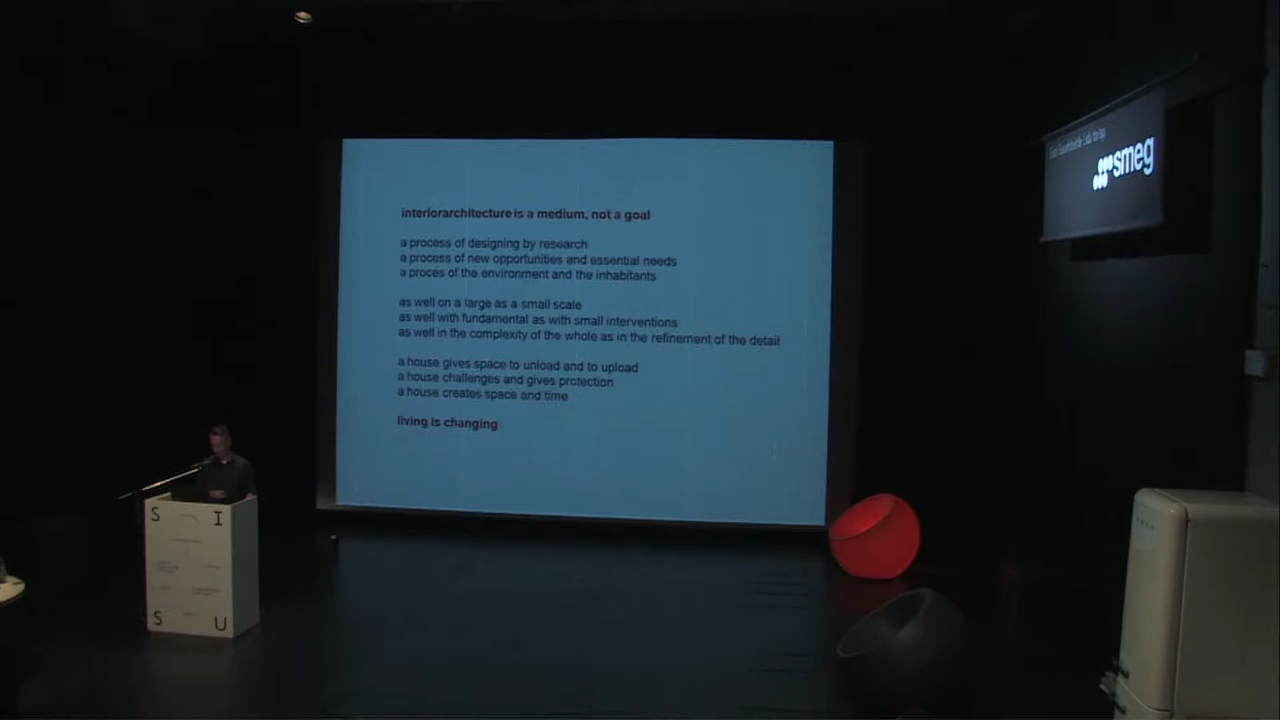 interiorarchitecture is a medium, not a goal
a process of designing by research
a process of new opportunities and essential needs
a proces of the environment and the inhabitants
as well on a large as a small scale
as well with fundamental as with small interventions
as well in the complexity of the whole as in the refinement of the detail
a house gives space to unload and to upload
a house challenges and gives protection
a house creates space and time
living is changing
smeg
S I
S U